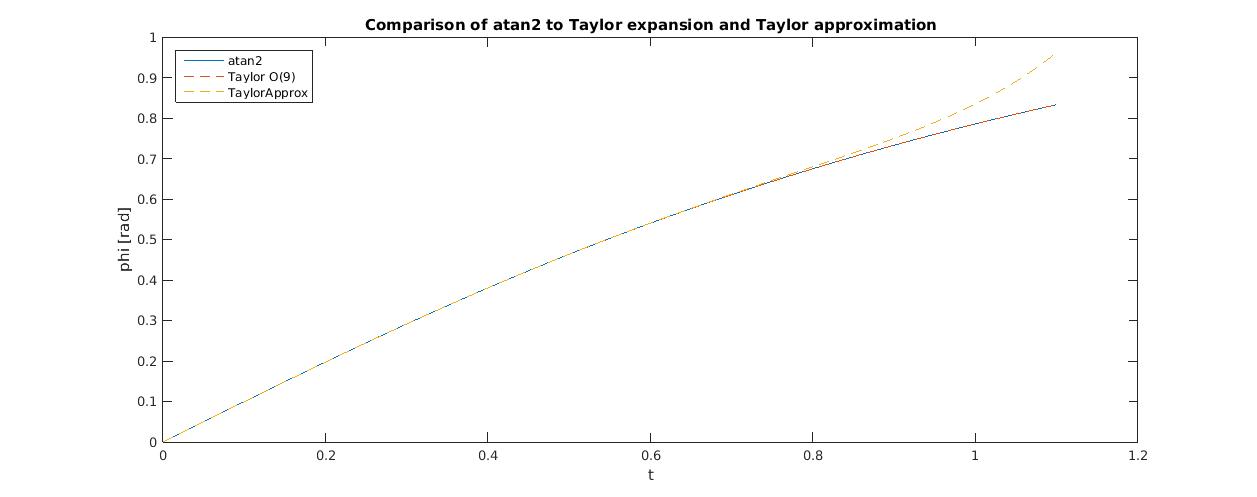 Comparison of atan2 to Taylor expansion and Taylor approximation
1
0.9
0.8
0.7
0.6
0.5
0.4
0.3
0.2
0.1
0
phi [rad]
atan2
Taylor O(9)
TaylorApprox
0 0.2 0.4 0.6 0.8 1 1.2
t